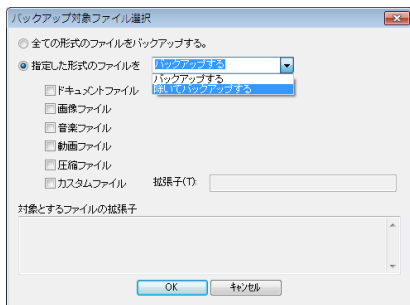 バックアップ対象ファイル選択
全ての形式のファイルをバックアップする。
指定した形式のファイルを バックアップする
バックアップする
除いてバックアップする
ドキュメントファイル
画像ファイル
音楽ファイル
動画ファイル
圧縮ファイル
カスタムファイル 拡張子(T):
対象とするファイルの拡張子
OK キャンセル